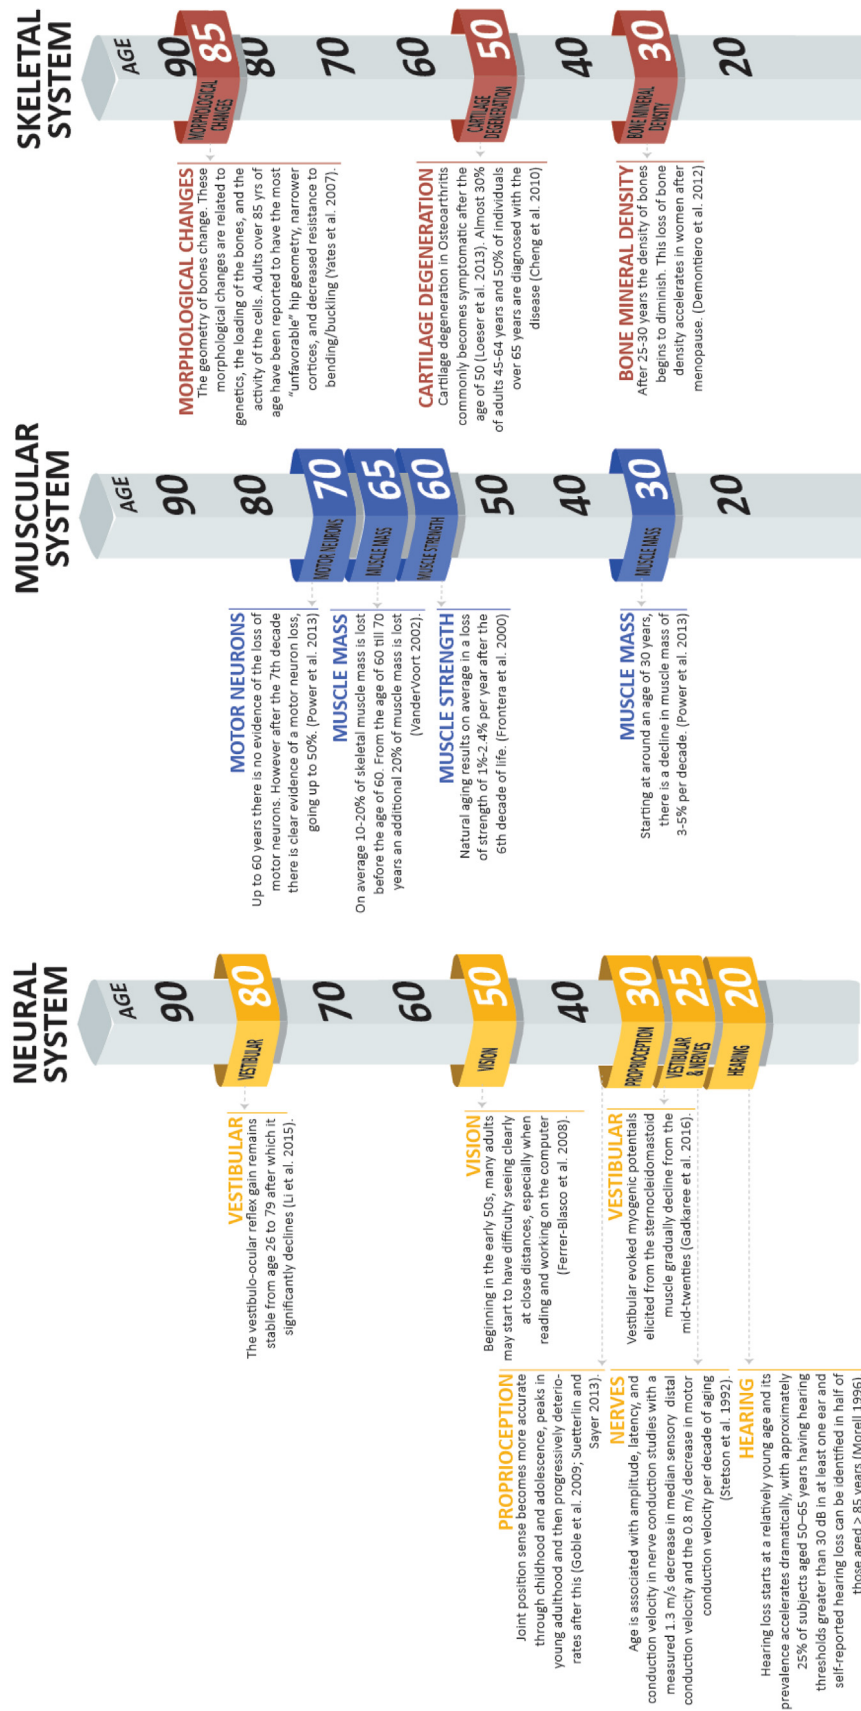 NEURAL
SYSTEM
AGE
90
80
VESTIBULAR
70
60
50
VISION
40
30
PROPRIOCEPTION
25
VESTIBULAR
& NERVES
20
HEARING
VESTIBULAR
The vestibulo-ocular reflex gain remains
stable from age 26 to 79 after which it
significantly declines (Li et al. 2015).
VISION
Beginning in the early 50s, many adults
may start to have difficulty seeing clearly
at close distances, especially when
reading and working on the computer
(Ferrer-Blasco et al. 2008).
PROPRIOCEPTION
Joint position sense becomes more accurate
through childhood and adolescence, peaks in
young adulthood and then progressively deterio-
rates after this (Goble et al. 2009; Suetterlin and
Sayer 2013).
VESTIBULAR
Vestibular evoked myogenic potentials
elicited from the sternocleidomastoid
muscle gradually decline from the
mid-twenties (Gadkaree et al. 2016).
NERVES
Age is associated with amplitude, latency, and
conduction velocity in nerve conduction studies with a
measured 1.3 m/s decrease in median sensory distal
conduction velocity and the 0.8 m/s decrease in motor
conduction velocity per decade of aging
(Stetson et al. 1992).
HEARING
Hearing loss starts at a relatively young age and its
prevalence accelerates dramatically, with approximately
25% of subjects aged 50–65 years having hearing
thresholds greater than 30 dB in at least one ear and
self-reported hearing loss can be identified in half of
those aged > 85 years (Morell 1996)
MUSCULAR
SYSTEM
AGE
90
80
70
MOTOR NEURONS
65
MUSCLE MASS
60
MUSCLE STRENGTH
50
40
30
MUSCLE MASS
20
MOTOR NEURONS
Up to 60 years there is no evidence of the loss of
motor neurons. However after the 7th decade
there is clear evidence of a motor neuron loss,
going up to 50%. (Power et al. 2013)
MUSCLE MASS
On average 10-20% of skeletal muscle mass is lost
before the age of 60. From the age of 60 till 70
years an additional 20% of muscle mass is lost
(VanderVoort 2002).
MUSCLE STRENGTH
Natural aging results on average in a loss
of strength of 1%-2.4% per year after the
6th decade of life. (Frontera et al. 2000)
MUSCLE MASS
Starting at around an age of 30 years,
there is a decline in muscle mass of
3-5% per decade. (Power et al. 2013)
SKELETAL
SYSTEM
AGE
90
85
MORPHOLOGICAL
CHANGES
80
70
60
50
CARTILAGE
DEGENERATION
40
30
BONE MINERAL
DENSITY
20
MORPHOLOGICAL CHANGES
The geometry of bones change. These
morphological changes are related to
genetics, the loading of the bones, and the
activity of the cells. Adults over 85 yrs of
age have been reported to have the most
“unfavorable” hip geometry, narrower
cortices, and decreased resistance to
bending/buckling (Yates et al. 2007).
CARTILAGE DEGENERATION
Cartilage degeneration in Osteoarthritis
commonly becomes symptomatic after the
age of 50 (Loeser et al. 2013). Almost 30%
of adults 45-64 years and 50% of individuals
over 65 years are diagnosed with the
disease (Cheng et al. 2010)
BONE MINERAL DENSITY
After 25-30 years the density of bones
begins to diminish. This loss of bone
density accelerates in women after
menopause. (Demontiero et al. 2012)